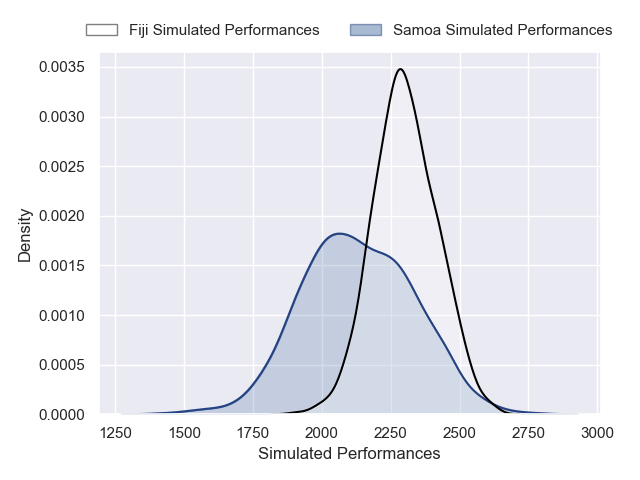 Fiji Simulated Performances
Samoa Simulated Performances
0.0035
0.0030
0.0025
0.0020
0.0015
0.0010
0.0005
0.0000
Density
1250 1500 1750 2000 2250 2500 2750 3000
Simulated Performances